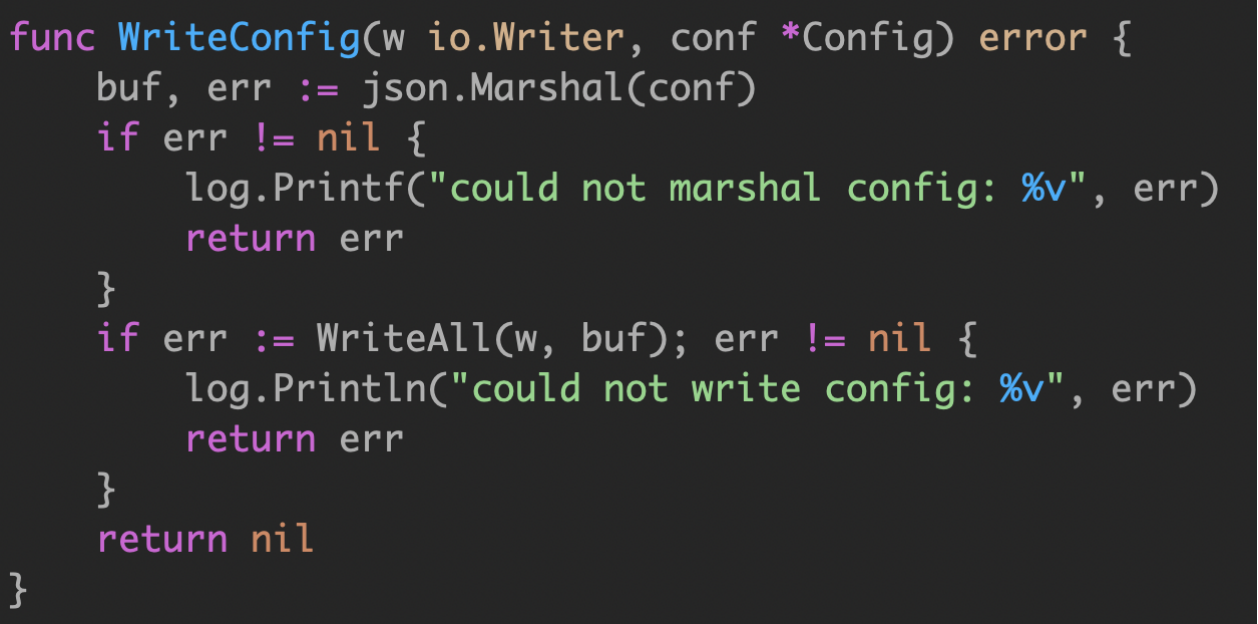 func WriteConfig(w io.Writer, conf *Config) error {
    buf, err := json.Marshal(conf)
    if err != nil {
        log.Printf("could not marshal config: %v", err)
        return err
    }
    if err := WriteAll(w, buf); err != nil {
        log.Println("could not write config: %v", err)
        return err
    }
    return nil
}